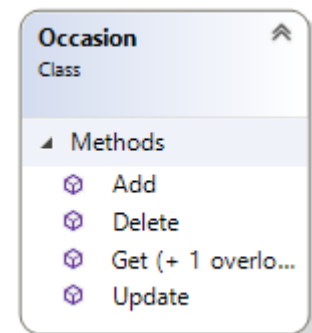 Occasion
Class
Methods
Add
Delete
Get (+ 1 overlo...
Update